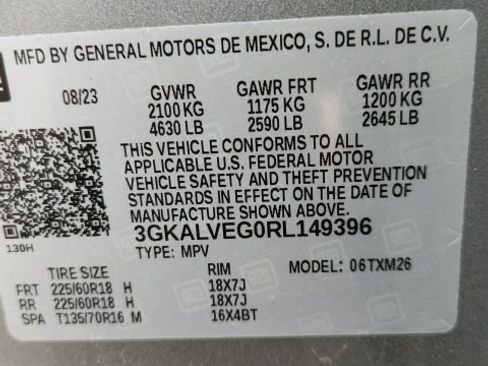 MFD BY GENERAL MOTORS DE MEXICO, S. DE R.L. DE C.V.
08/23 GVWR GAWR FRT GAWR RR
2100 KG 1175 KG 1200 KG
4630 LB 2590 LB 2645 LB
THIS VEHICLE CONFORMS TO ALL
APPLICABLE U.S. FEDERAL MOTOR
VEHICLE SAFETY AND THEFT PREVENTION
STANDARDS IN EFFECT ON THE DATE OF
MANUFACTURE SHOWN ABOVE.
3GKALVEG0RL149396
130H TYPE: MPV
TIRE SIZE RIM MODEL: 06TXM26
FRT 225/60R18 H 18X7J
RR 225/60R18 H 18X7J
SPA T135/70R16 M 16X4BT